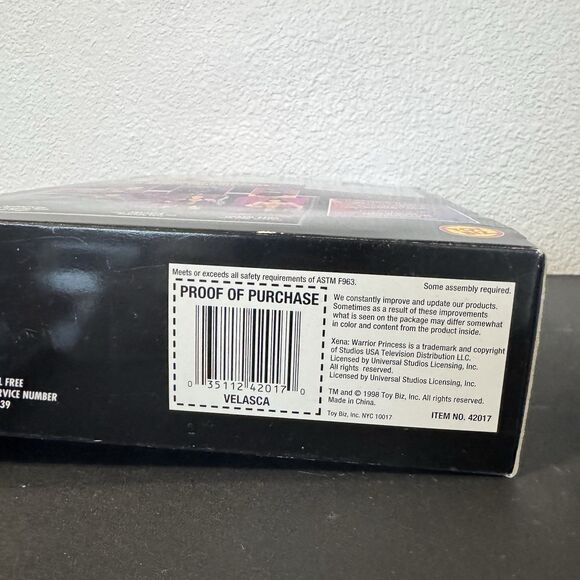 Meets or exceeds all safety requirements of ASTM F963.
Some assembly required.
PROOF OF PURCHASE
0 35112 42017 0
VELASCA
We constantly improve and update our products.
Sometimes as a result of these improvements
what is seen on the package may differ somewhat
in color and content from the product inside.
Xena: Warrior Princess is a trademark and copyright
of Studios USA Television Distribution LLC.
Licensed by Universal Studios Licensing, Inc.
All rights reserved.
Licensed by Universal Studios Licensing, Inc.
TM and © 1998 Toy Biz, Inc. All rights reserved.
Made in China.
Toy Biz, Inc. NYC 10017
ITEM NO. 42017
FREE
SERVICE NUMBER
39